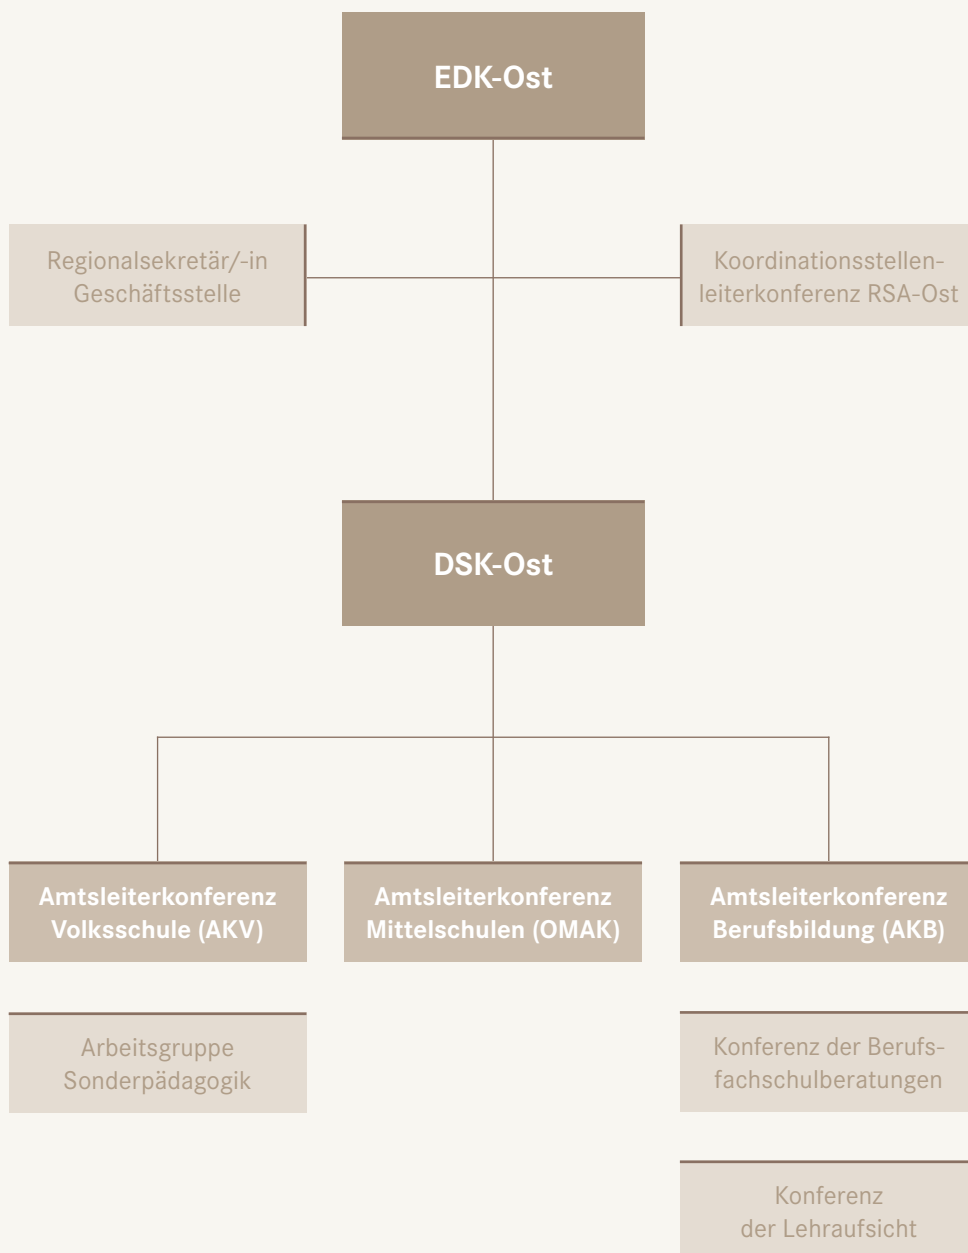 EDK-Ost
Regionalsekretär/-in
Geschäftsstelle
Koordinationsstellen-
leiterkonferenz RSA-Ost
DSK-Ost
Amtsleiterkonferenz
Volksschule (AKV)
Amtsleiterkonferenz
Mittelschulen (OMAK)
Amtsleiterkonferenz
Berufsbildung (AKB)
Arbeitsgruppe
Sonderpädagogik
Konferenz der Berufs-
fachschulberatungen
Konferenz
der Lehraufsicht